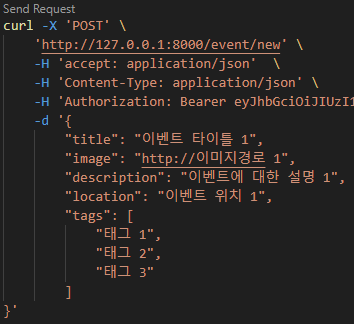 Send Request
curl -X 'POST' \
    'http://127.0.0.1:8000/event/new' \
    -H 'accept: application/json'  \
    -H 'Content-Type: application/json' \
    -H 'Authorization: Bearer eyJhbGciOiJIUzI1
    -d '{
        "title": "이벤트 타이틀 1",
        "image": "http://이미지경로 1",
        "description": "이벤트에 대한 설명 1",
        "location": "이벤트 위치 1",
        "tags": [
            "태그 1",
            "태그 2",
            "태그 3"
        ]
}'